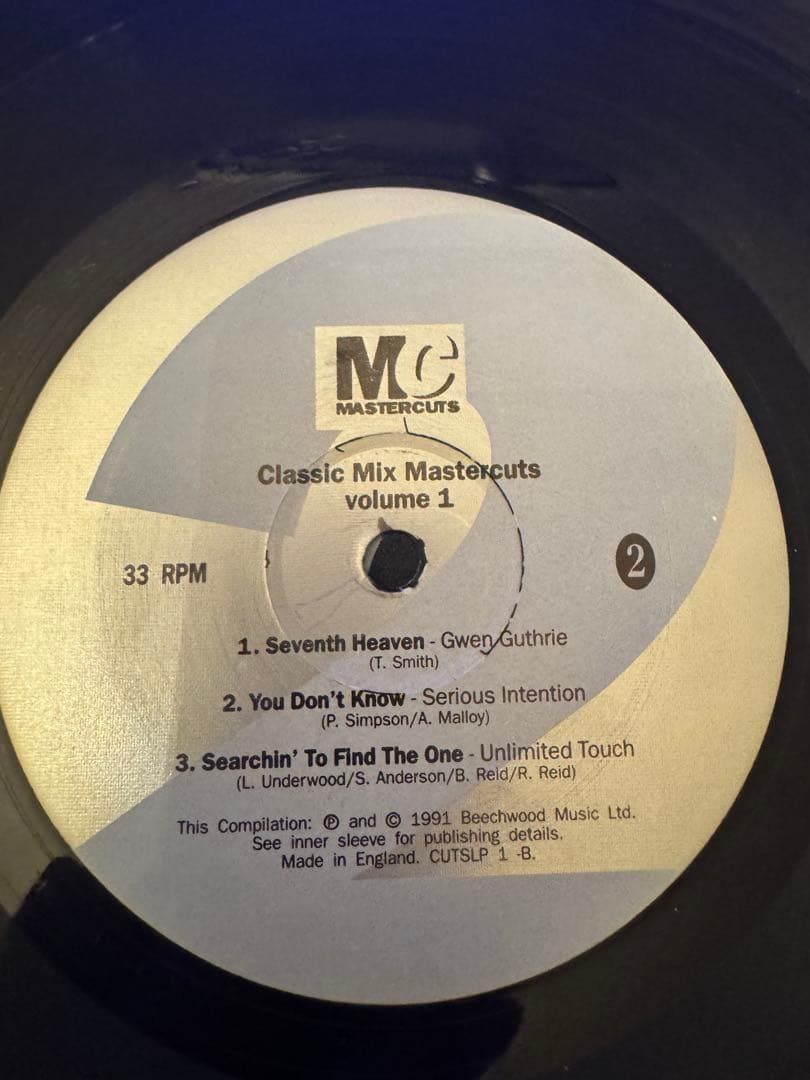 MC
MASTERCUTS
Classic Mix Mastercuts
volume 1
33 RPM
2
1. Seventh Heaven - Gwen Guthrie
(T. Smith)
2. You Don't Know - Serious Intention
(P. Simpson/A. Malloy)
3. Searchin' To Find The One - Unlimited Touch
(L. Underwood/S. Anderson/B. Reid/R. Reid)
This Compilation: ℗ and © 1991 Beechwood Music Ltd.
See inner sleeve for publishing details.
Made in England. CUTSLP 1 -B.